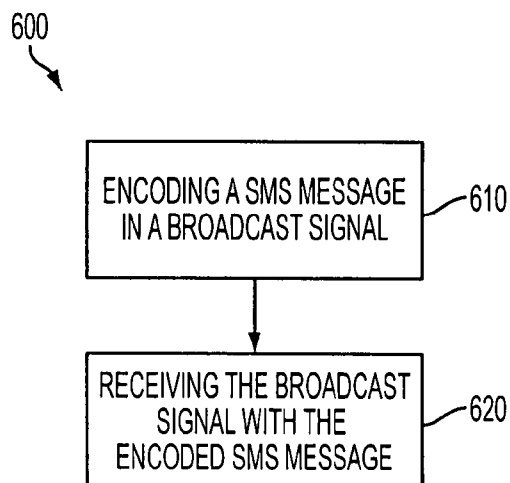 600
ENCODING A SMS MESSAGE
IN A BROADCAST SIGNAL
610
RECEIVING THE BROADCAST
SIGNAL WITH THE
ENCODED SMS MESSAGE
620